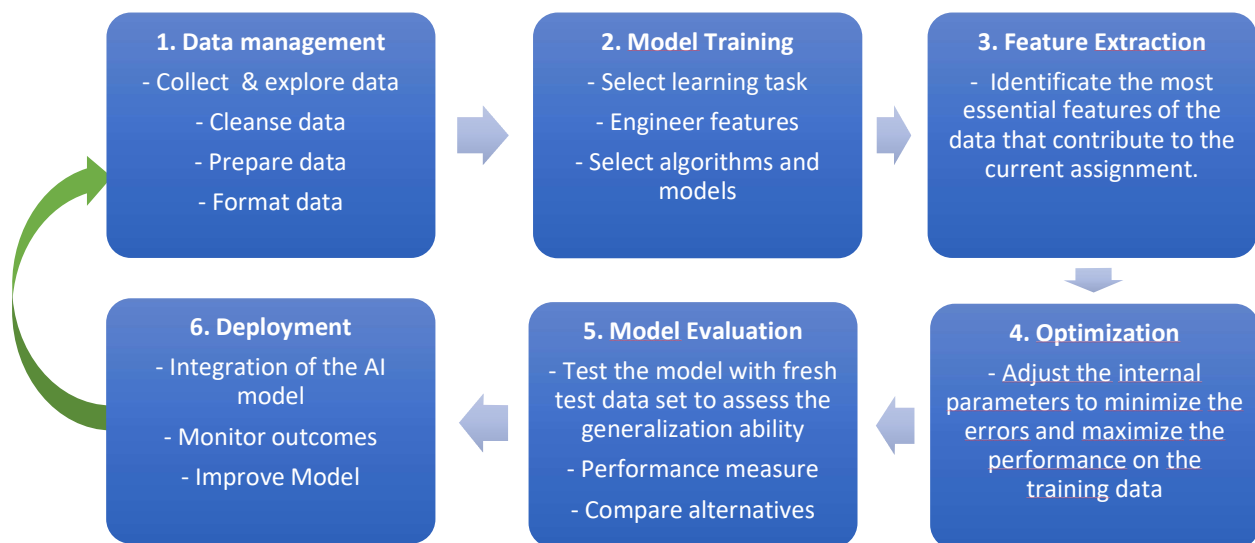 1. Data management
- Collect & explore data
- Cleanse data
- Prepare data
- Format data
2. Model Training
- Select learning task
- Engineer features
- Select algorithms and
models
3. Feature Extraction
- Identificate the most
essential features of the
data that contribute to the
current assignment.
4. Optimization
- Adjust the internal
parameters to minimize the
errors and maximize the
performance on the
training data
5. Model Evaluation
- Test the model with fresh
test data set to assess the
generalization ability
- Performance measure
- Compare alternatives
6. Deployment
- Integration of the AI
model
- Monitor outcomes
- Improve Model